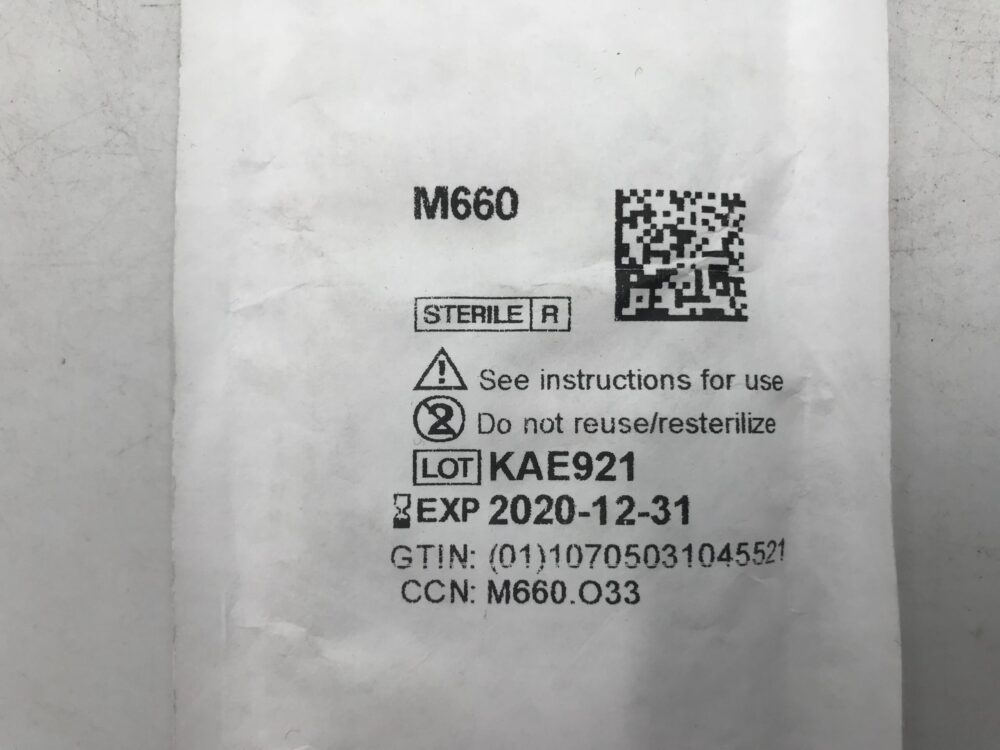 M660
STERILE R
See instructions for use
2 Do not reuse/resterilize
LOT KAE921
EXP 2020-12-31
GTIN: (01)10705031045521
CCN: M660.O33